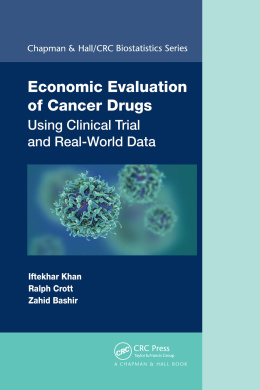 Chapman & Hall/CRC Biostatistics Series
Economic Evaluation
of Cancer Drugs
Using Clinical Trial
and Real-World Data
Iftekhar Khan
Ralph Crott
Zahid Bashir
CRC Press
Taylor & Francis Group
A CHAPMAN & HALL BOOK